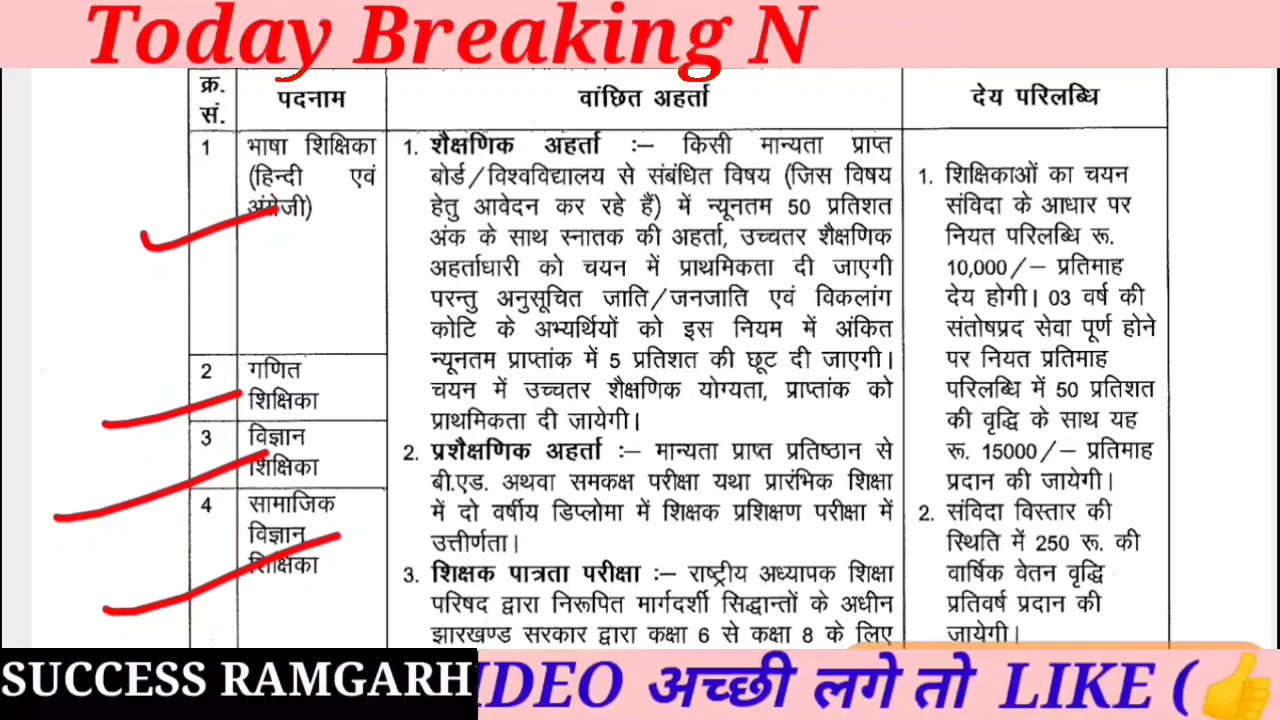 Today Breaking N
क्र. सं.
पदनाम
वांछित अहर्ता
देय परिलब्धि
1
भाषा शिक्षिका
(हिन्दी एवं
अंग्रेजी)
2
गणित
शिक्षिका
3
विज्ञान
शिक्षिका
4
सामाजिक
विज्ञान
शिक्षिका
1. शैक्षणिक अहर्ता :– किसी मान्यता प्राप्त
बोर्ड/विश्वविद्यालय से संबंधित विषय (जिस विषय
हेतु आवेदन कर रहे हैं) में न्यूनतम 50 प्रतिशत
अंक के साथ स्नातक की अहर्ता, उच्चतर शैक्षणिक
अहर्ताधारी को चयन में प्राथमिकता दी जाएगी
परन्तु अनुसूचित जाति/जनजाति एवं विकलांग
कोटि के अभ्यर्थियों को इस नियम में अंकित
न्यूनतम प्राप्तांक में 5 प्रतिशत की छूट दी जाएगी।
चयन में उच्चतर शैक्षणिक योग्यता, प्राप्तांक को
प्राथमिकता दी जायेगी।
2. प्रशैक्षणिक अहर्ता :– मान्यता प्राप्त प्रतिष्ठान से
बी.एड. अथवा समकक्ष परीक्षा यथा प्रारंभिक शिक्षा
में दो वर्षीय डिप्लोमा में शिक्षक प्रशिक्षण परीक्षा में
उत्तीर्णता।
3. शिक्षक पात्रता परीक्षा :– राष्ट्रीय अध्यापक शिक्षा
परिषद द्वारा निरूपित मार्गदर्शी सिद्धान्तों के अधीन
झारखण्ड सरकार द्वारा कक्षा 6 से कक्षा 8 के लिए
1. शिक्षिकाओं का चयन
संविदा के आधार पर
नियत परिलब्धि रू.
10,000/– प्रतिमाह
देय होगी। 03 वर्ष की
संतोषप्रद सेवा पूर्ण होने
पर नियत प्रतिमाह
परिलब्धि में 50 प्रतिशत
की वृद्धि के साथ यह
रू. 15000/– प्रतिमाह
प्रदान की जायेगी।
2. संविदा विस्तार की
स्थिति में 250 रू. की
वार्षिक वेतन वृद्धि
प्रतिवर्ष प्रदान की
जायेगी।
SUCCESS RAMGARH
IDEO अच्छी लगे तो LIKE (👍